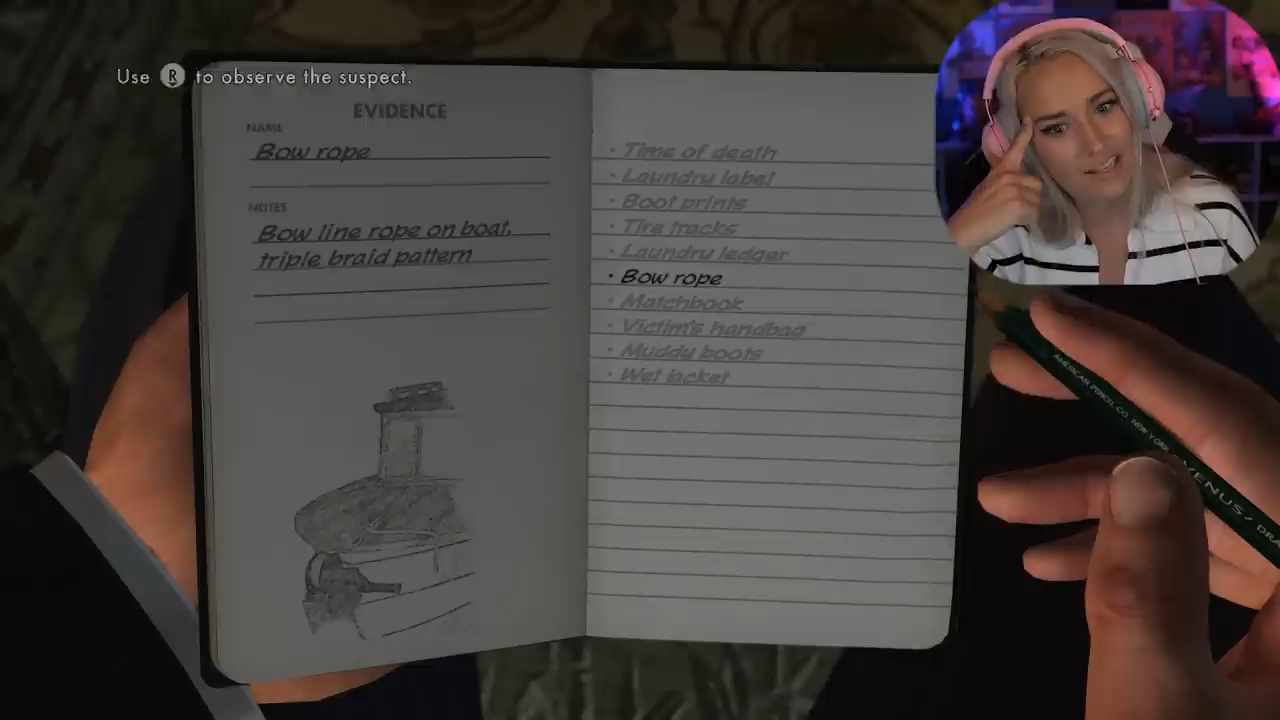 Use R to observe the suspect.
EVIDENCE
NAME
Bow rope
NOTES
Bow line rope on boat,
triple braid pattern
· Time of death
· Laundry label
· Boot prints
· Tire tracks
· Laundry ledger
· Bow rope
· Matchbook
· Victim's handbag
· Muddy boots
· Wet jacket
AMERICAN PENCIL CO. NEW YORK
VENUS/ DRA